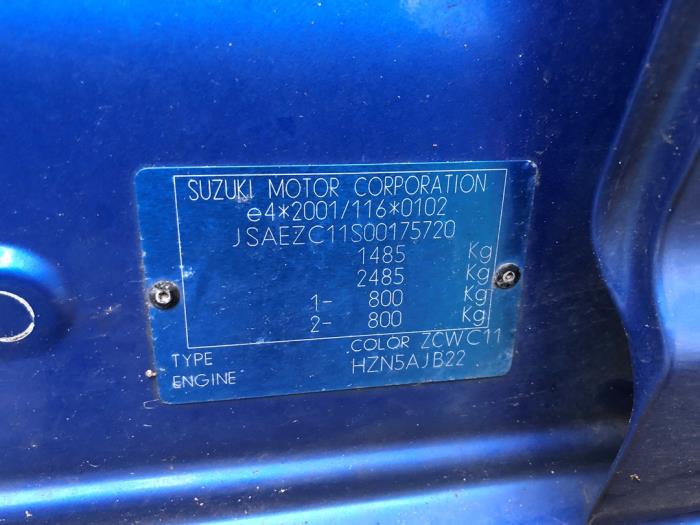 SUZUKI MOTOR CORPORATION
e4*2001/116*0102
JSAEZC11S00175720
1485 Kg
2485 Kg
1- 800 Kg
2- 800 Kg
TYPE COLOR ZCWC11
ENGINE HZN5AJB22